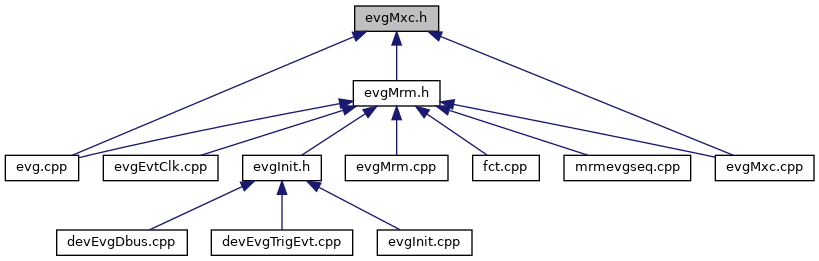 evgMxc.h
evgMrm.h
evg.cpp
evgEvtClk.cpp
evgInit.h
evgMrm.cpp
fct.cpp
mrmevgseq.cpp
evgMxc.cpp
devEvgDbus.cpp
devEvgTrigEvt.cpp
evgInit.cpp